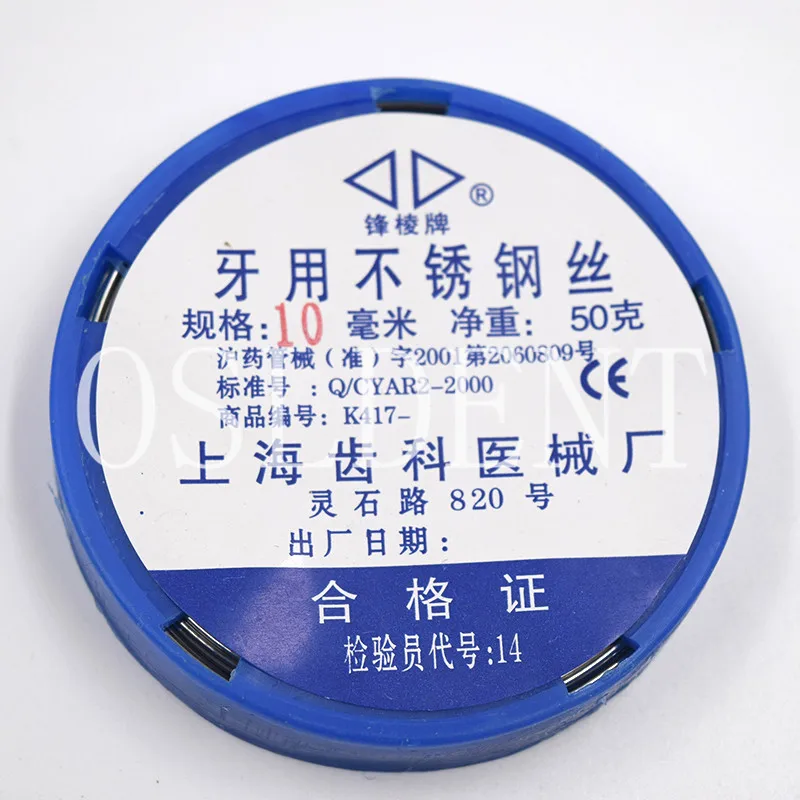 ®
锋棱牌
牙用不锈钢丝
规格:10 毫米 净重: 50克
沪药管械(准)字2001第2060809号
标准号:Q/CYAR2-2000
CE
商品编号:K417-
OSLDENT
上海齿科医械厂
灵石路 820 号
出厂日期:
合格证
检验员代号:14